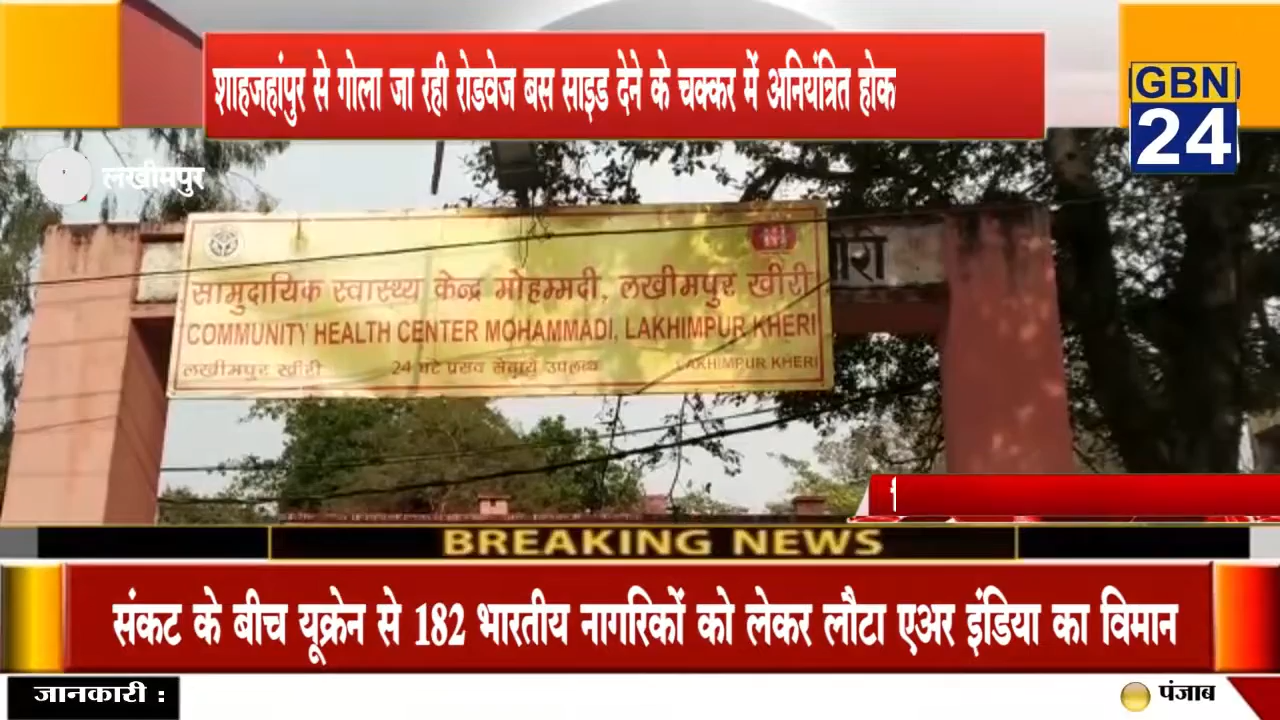 शाहजहांपुर से गोला जा रही रोडवेज बस साइड देने के चक्कर में अनियंत्रित होक
GBN
24
लखीमपुर
सामुदायिक स्वास्थ्य केन्द्र मोहम्मदी, लखीमपुर खीरी
COMMUNITY HEALTH CENTER MOHAMMADI, LAKHIMPUR KHERI
लखीमपुर खीरी 24 घंटे प्रसव सेवायें उपलब्ध LAKHIMPUR KHERI
BREAKING NEWS
संकट के बीच यूक्रेन से 182 भारतीय नागरिकों को लेकर लौटा एअर इंडिया का विमान
जानकारी :
पंजाब